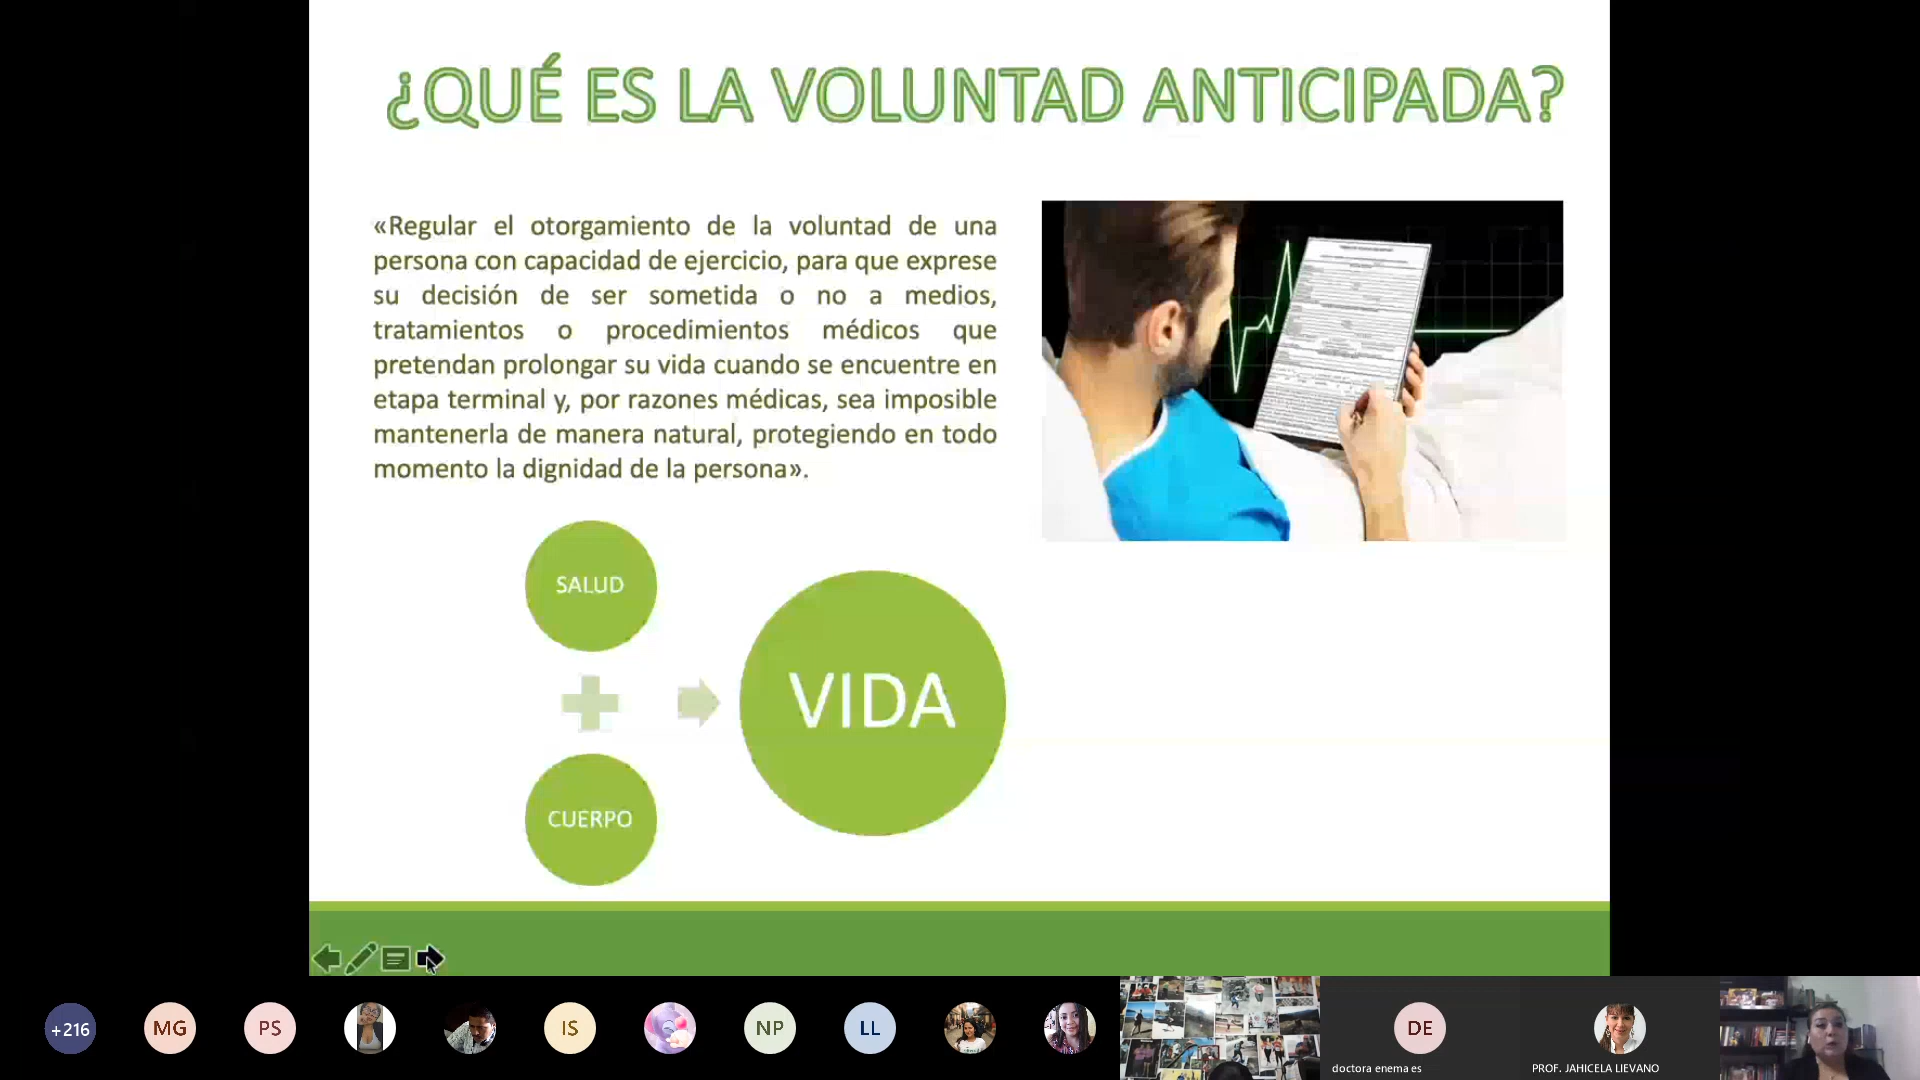 ¿QUÉ ES LA VOLUNTAD ANTICIPADA?
«Regular el otorgamiento de la voluntad de una
persona con capacidad de ejercicio, para que exprese
su decisión de ser sometida o no a medios,
tratamientos o procedimientos médicos que
pretendan prolongar su vida cuando se encuentre en
etapa terminal y, por razones médicas, sea imposible
mantenerla de manera natural, protegiendo en todo
momento la dignidad de la persona».
SALUD
VIDA
CUERPO
+216
MG
PS
IS
NP
LL
DE
doctora enema es
PROF. JAHICELA LIEVANO